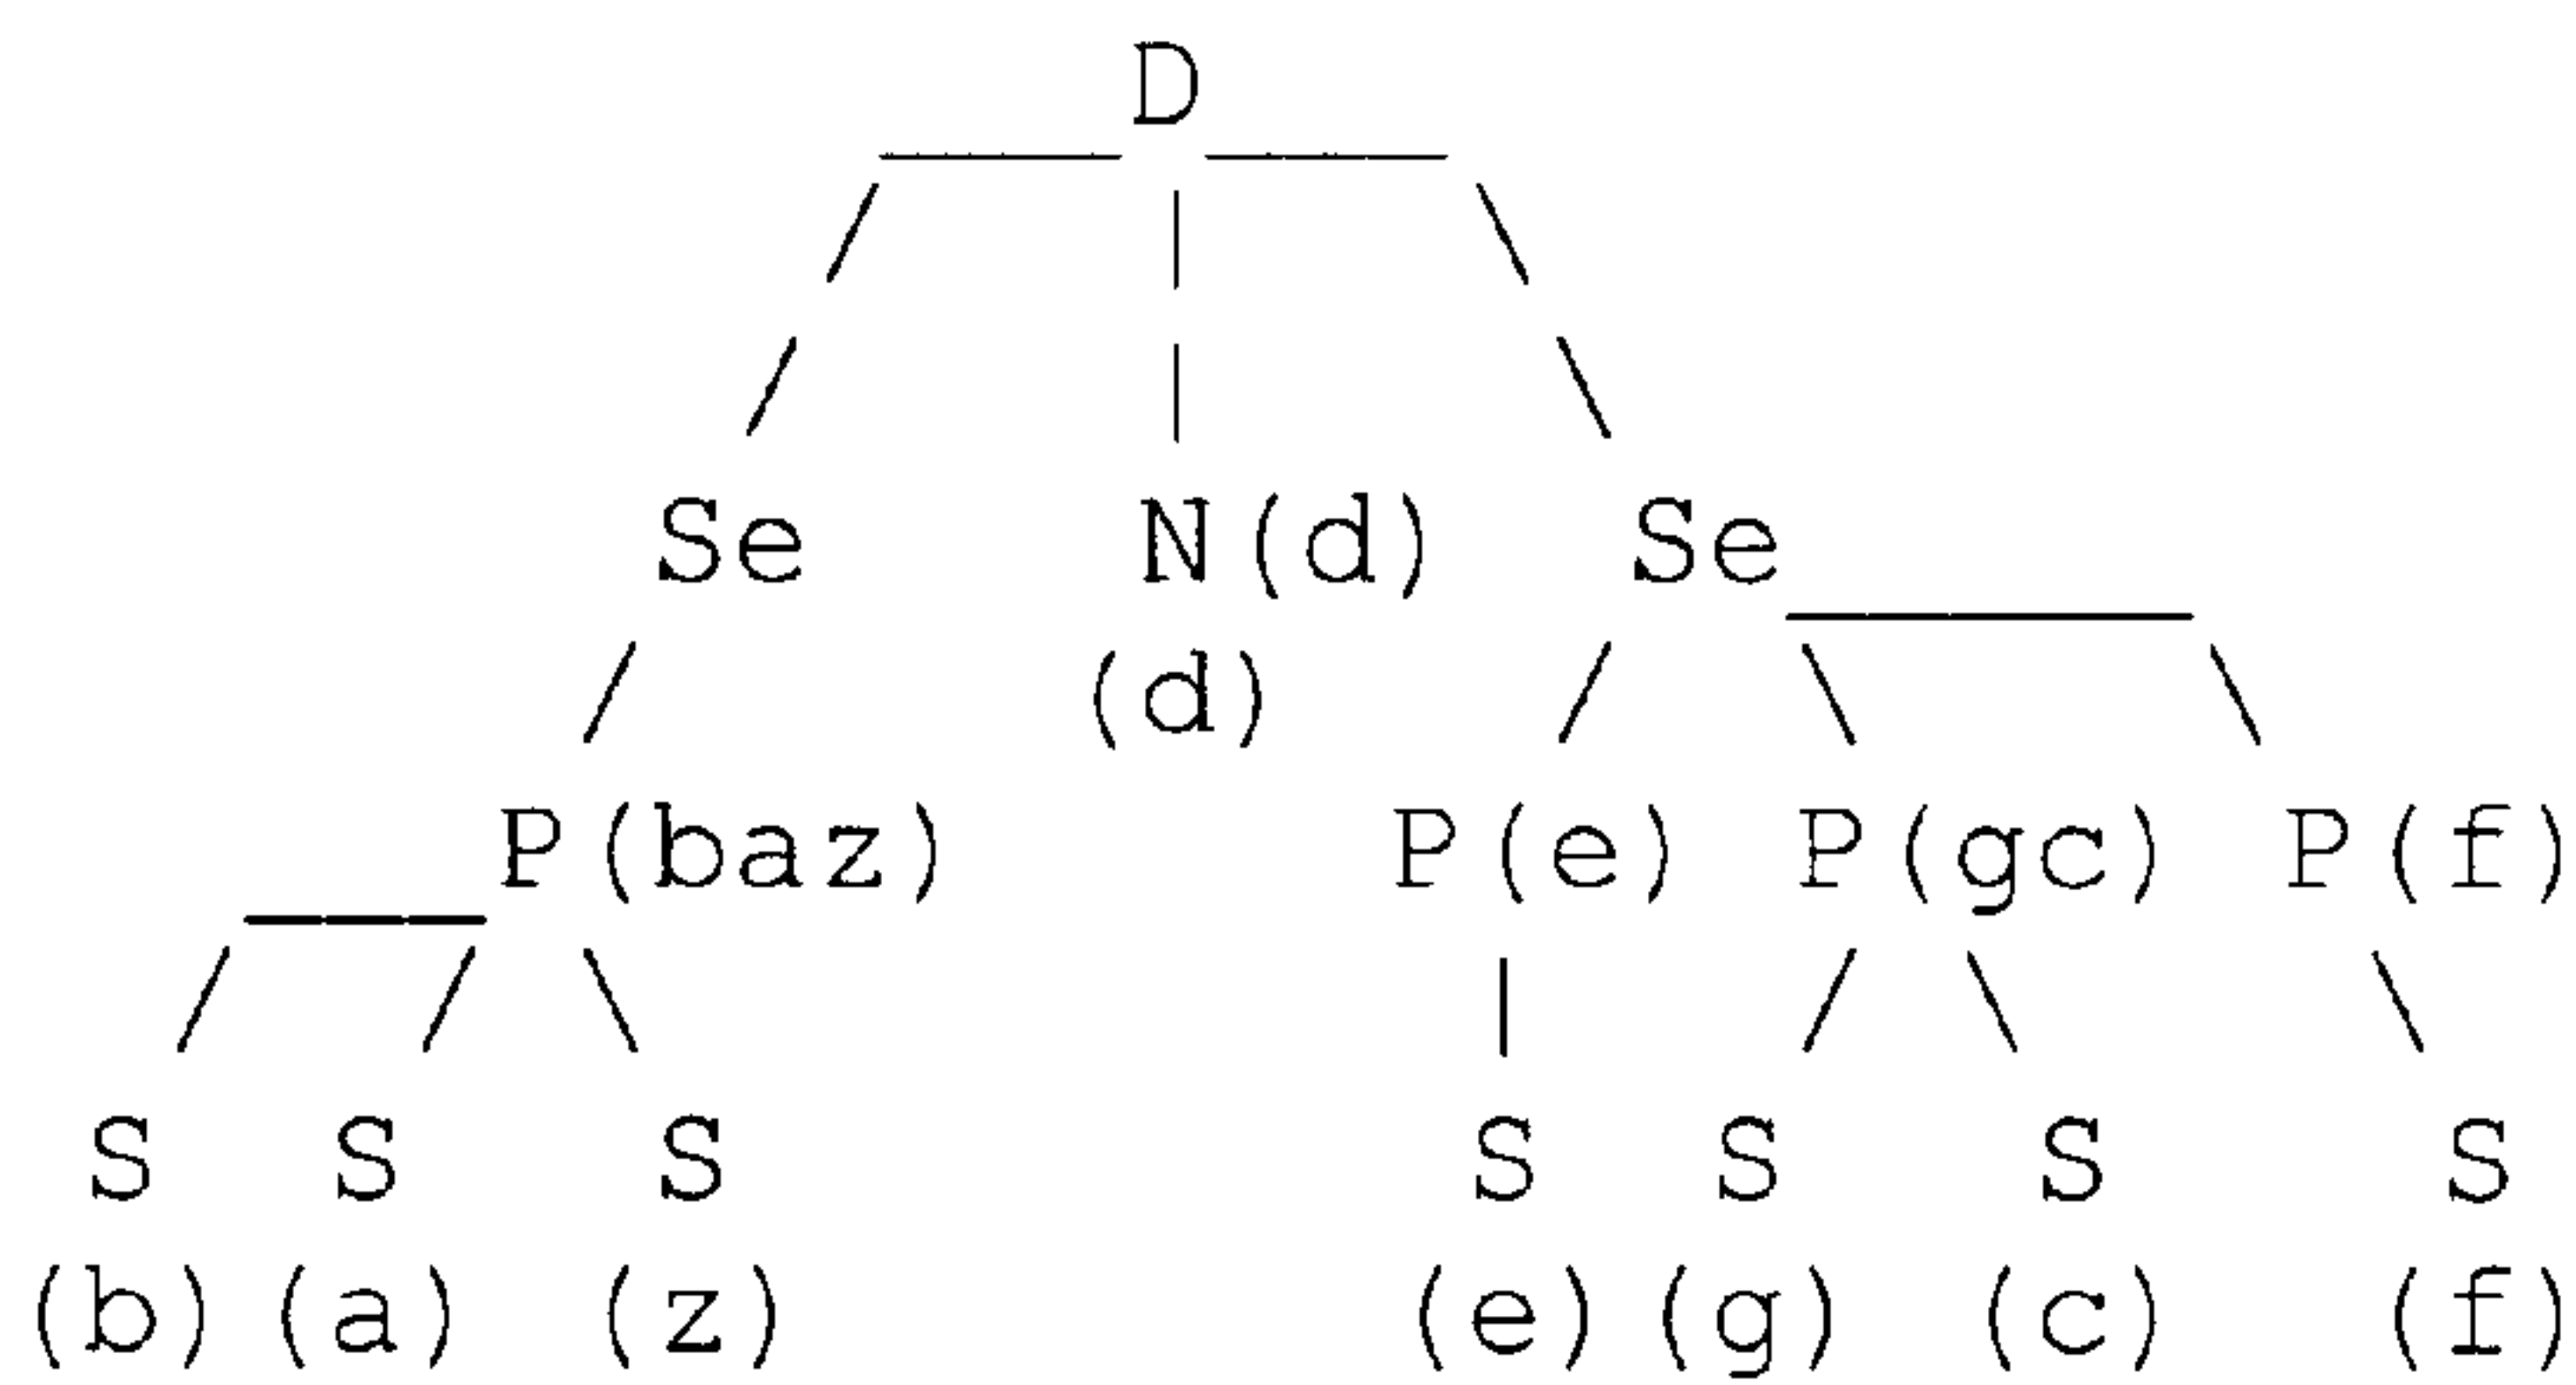 D
Se N(d) Se
(d)
P(baz) P(e) P(gc) P(f)
S S S S S S S
(b) (a) (z) (e) (g) (c) (f)